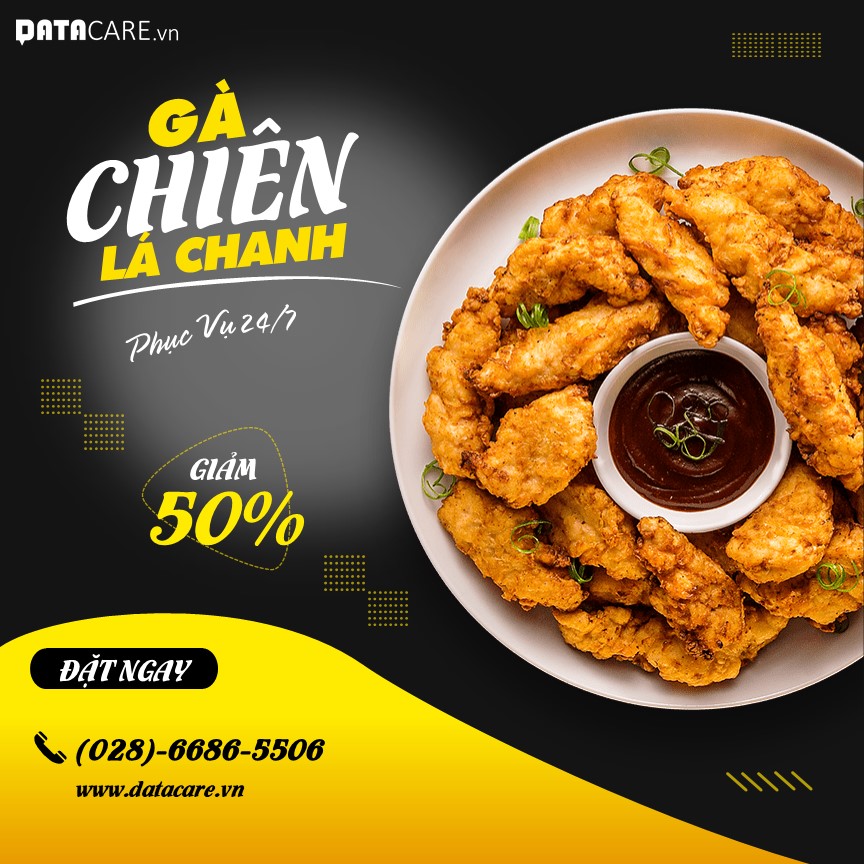 DATACARE.vn
GÀ
CHIÊN
LÁ CHANH
Phục Vụ 24/7
GIẢM
50%
ĐẶT NGAY
(028)-6686-5506
www.datacare.vn